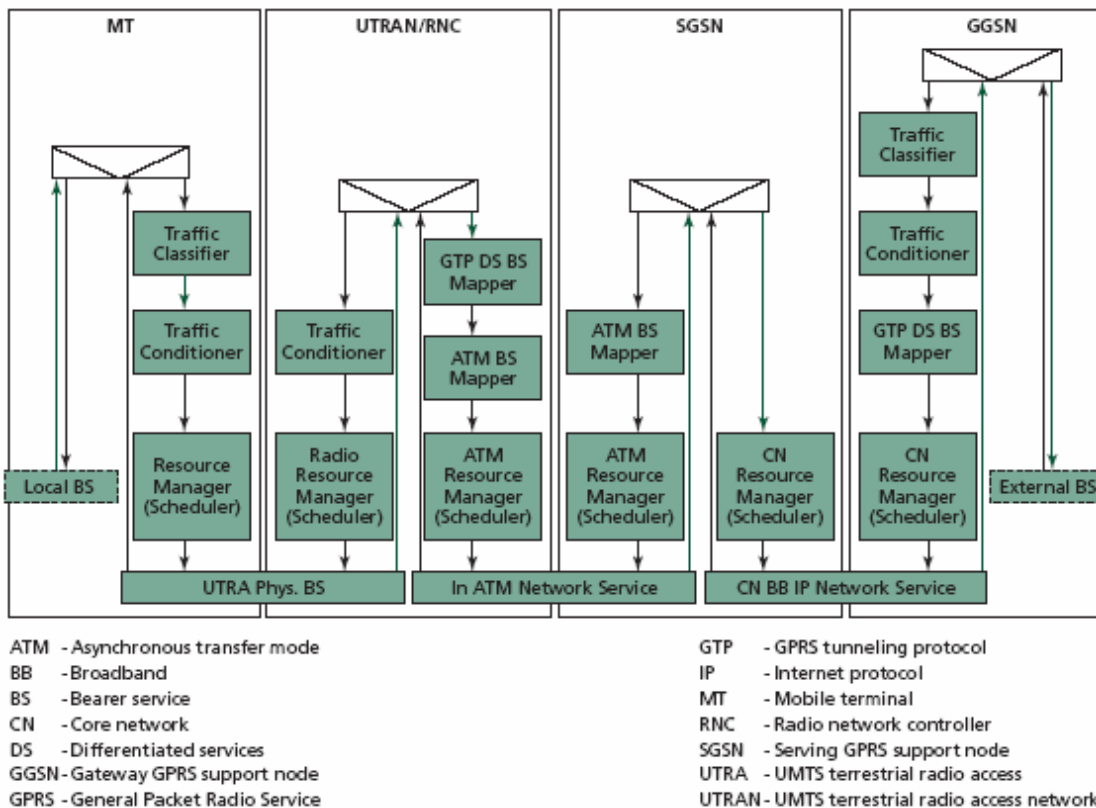 MT
UTRAN/RNC
SGSN
GGSN
Traffic
Classifier
Traffic
Conditioner
Resource
Manager
(Scheduler)
Local BS
Traffic
Conditioner
Radio
Resource
Manager
(Scheduler)
GTP DS BS
Mapper
ATM BS
Mapper
ATM
Resource
Manager
(Scheduler)
ATM BS
Mapper
ATM
Resource
Manager
(Scheduler)
CN
Resource
Manager
(Scheduler)
Traffic
Classifier
Traffic
Conditioner
GTP DS BS
Mapper
CN
Resource
Manager
(Scheduler)
External BS
UTRA Phys. BS
In ATM Network Service
CN BB IP Network Service
ATM - Asynchronous transfer mode
BB - Broadband
BS - Bearer service
CN - Core network
DS - Differentiated services
GGSN - Gateway GPRS support node
GPRS - General Packet Radio Service
GTP - GPRS tunneling protocol
IP - Internet protocol
MT - Mobile terminal
RNC - Radio network controller
SGSN - Serving GPRS support node
UTRA - UMTS terrestrial radio access
UTRAN - UMTS terrestrial radio access network